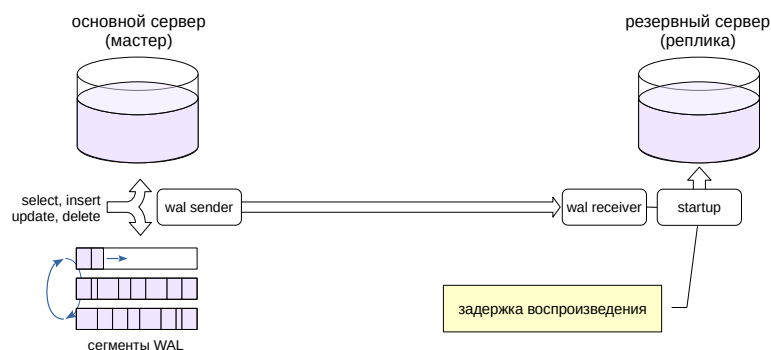 основной сервер
(мастер)
резервный сервер
(реплика)
select, insert
update, delete
wal sender
wal receiver
startup
задержка воспроизведения
сегменты WAL